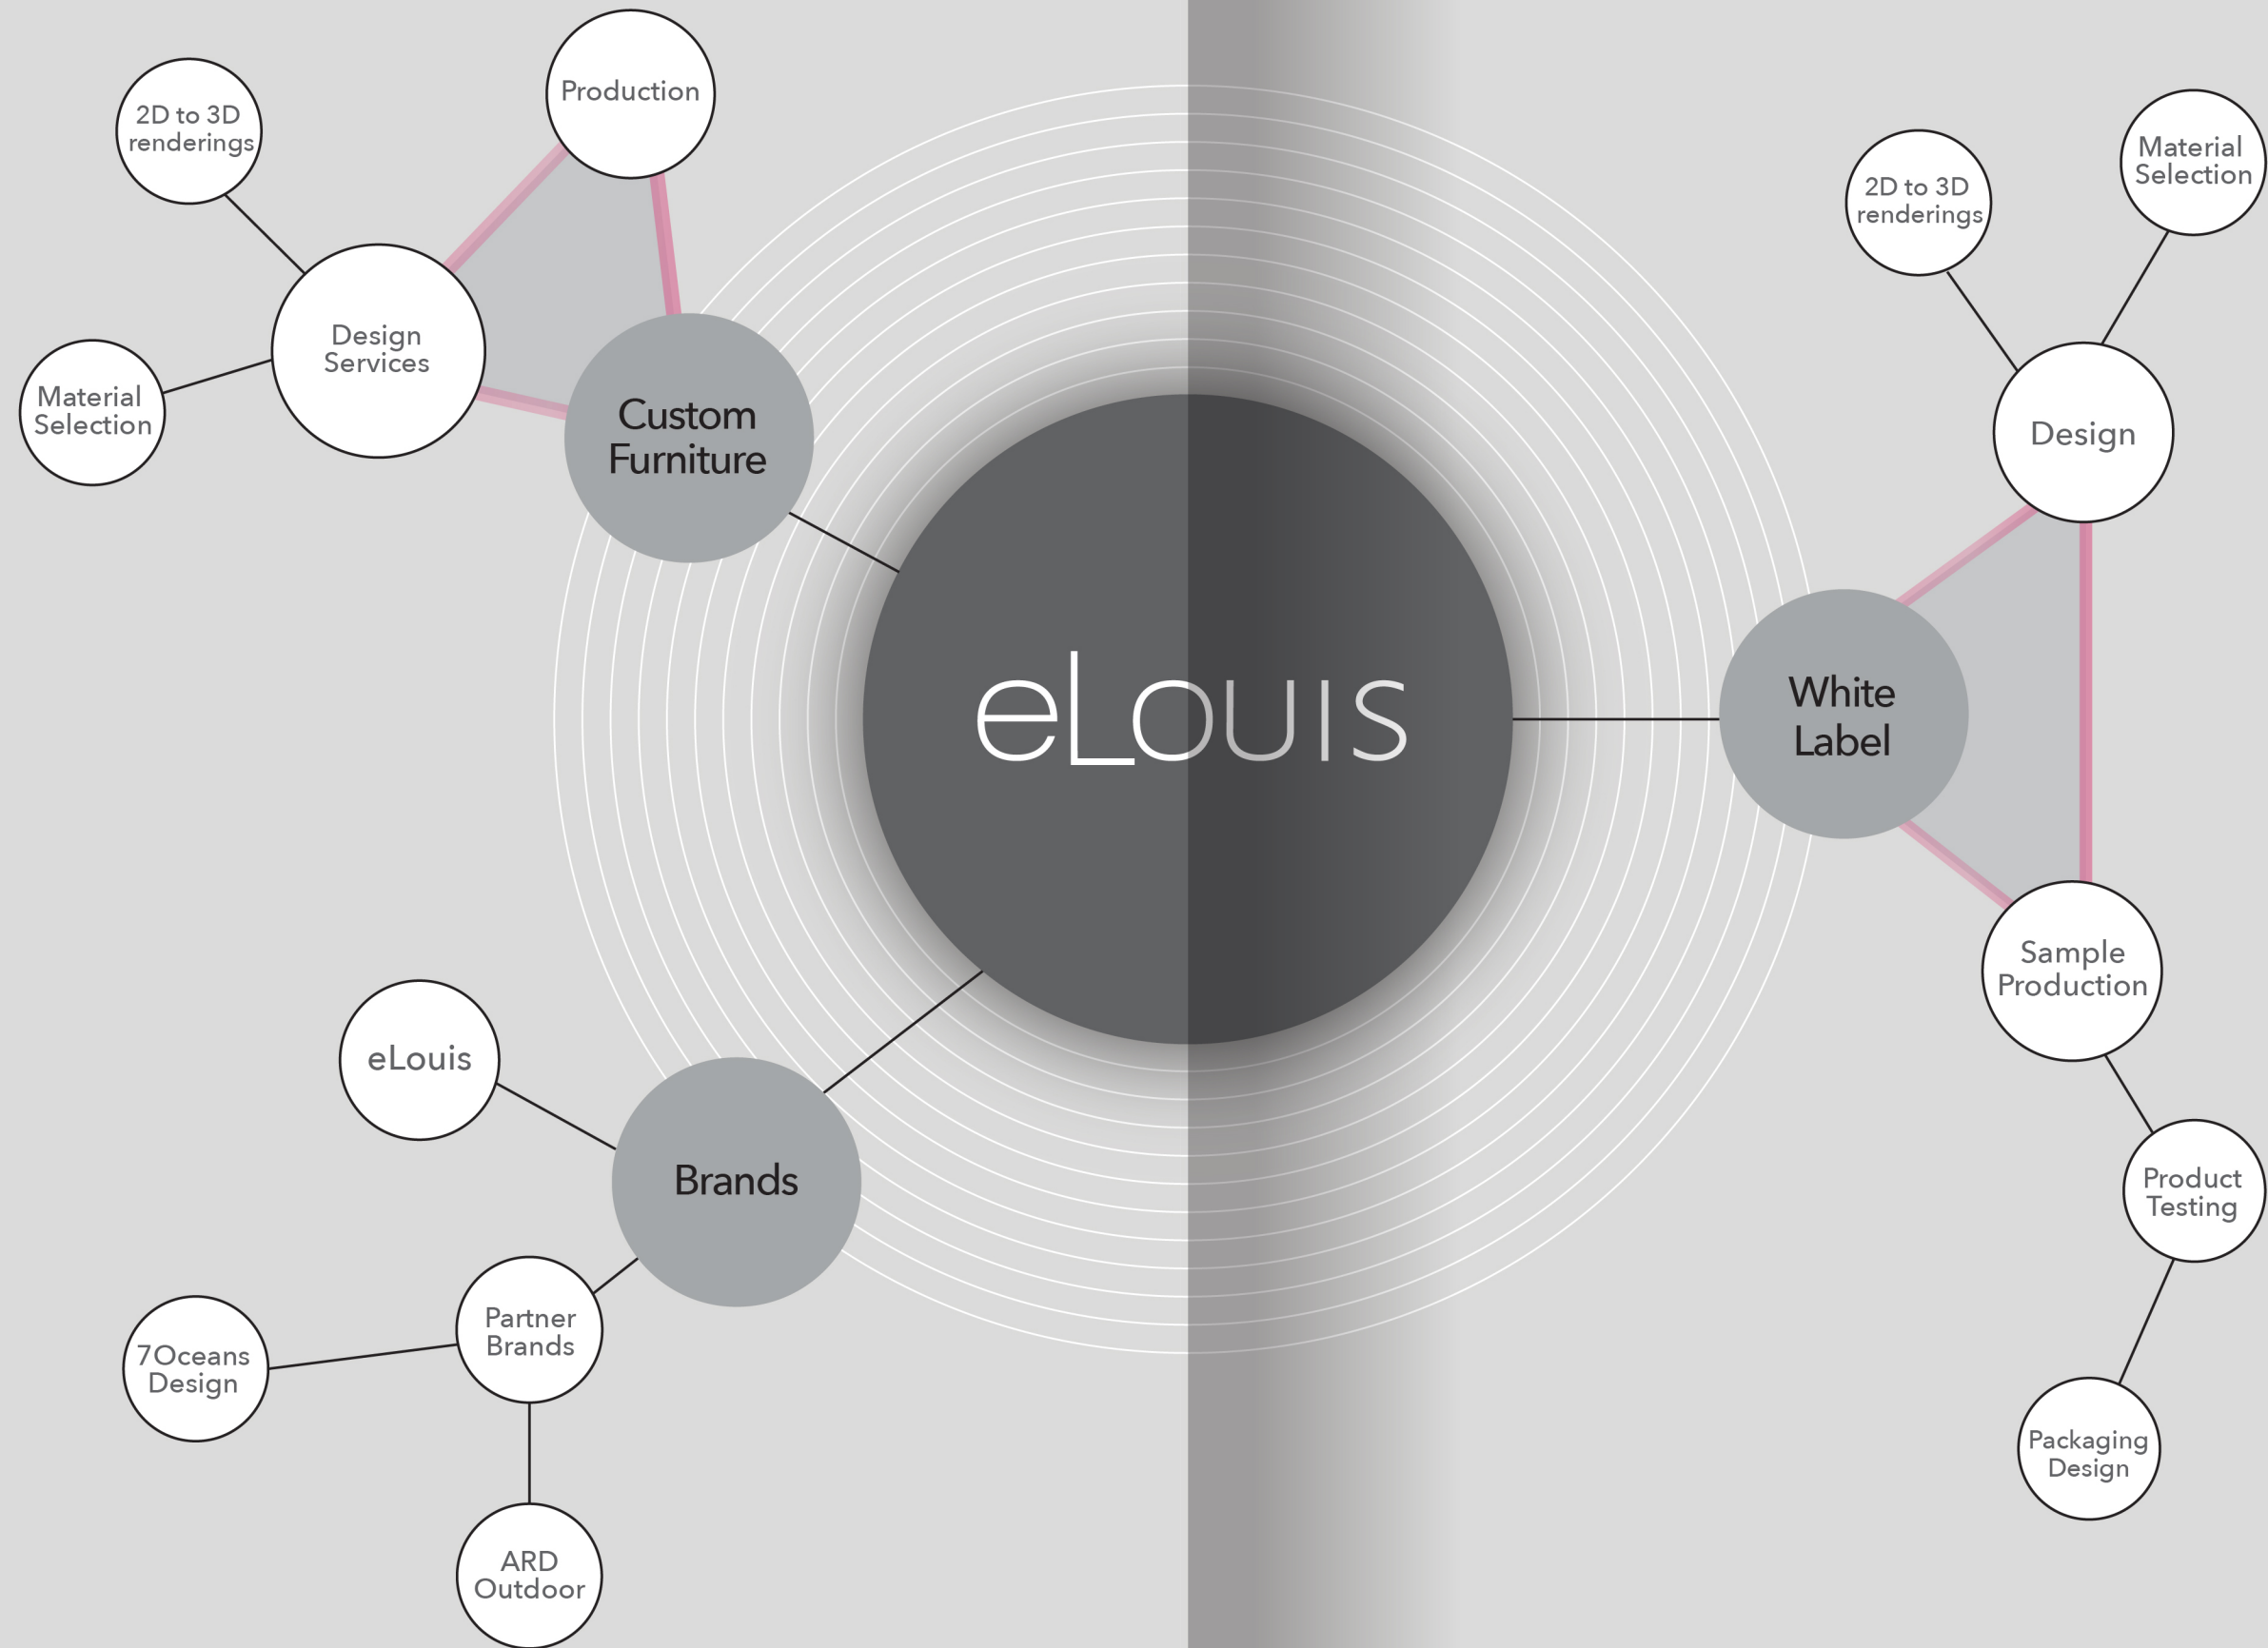 Production
2D to 3D
renderings
Design
Services
Material
Selection
Custom
Furniture
eLouis
eLouis
Brands
Partner
Brands
7Oceans
Design
ARD
Outdoor
2D to 3D
renderings
Material
Selection
Design
White
Label
Sample
Production
Product
Testing
Packaging
Design